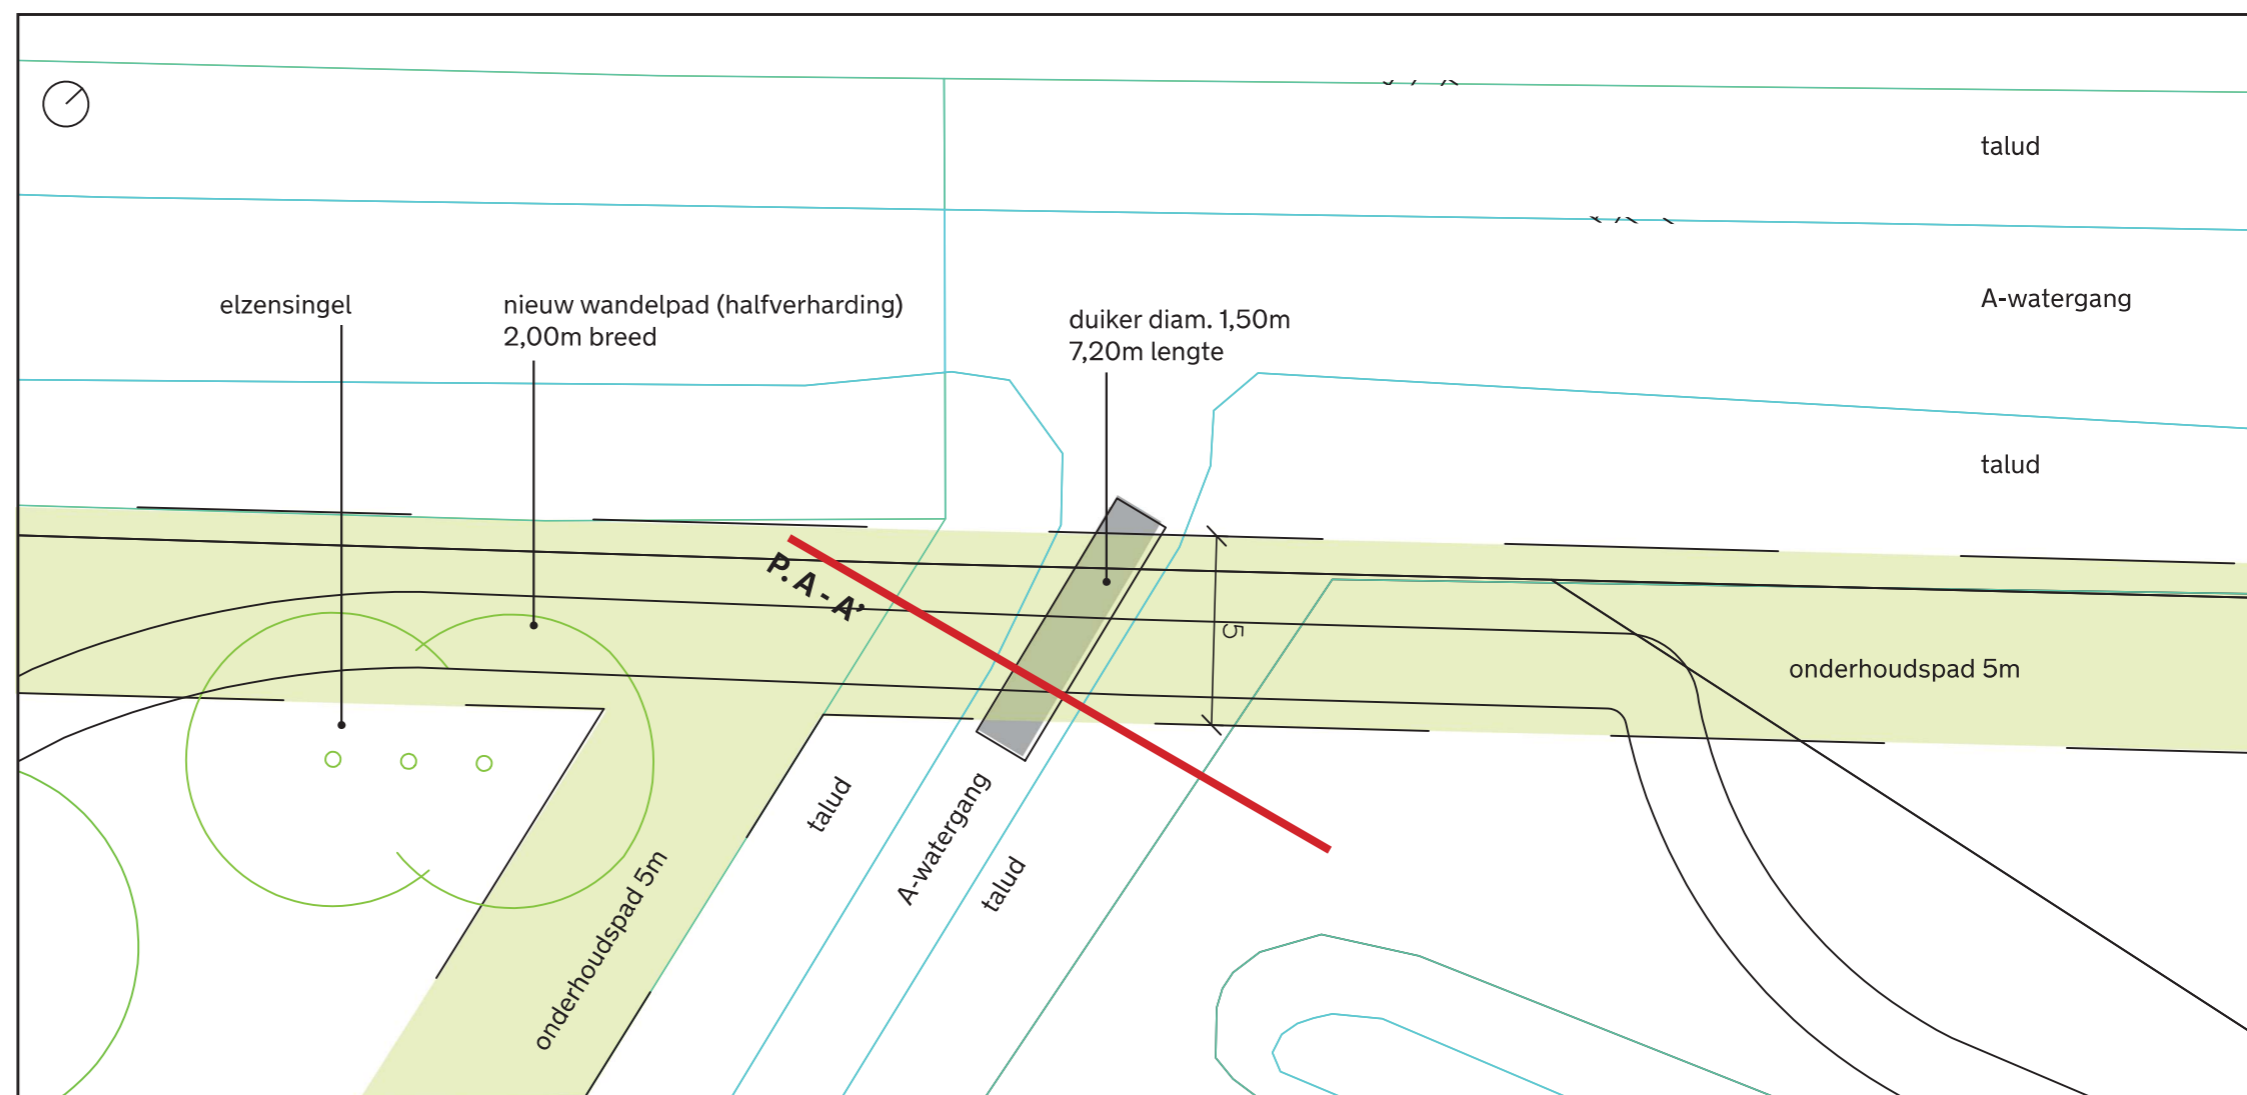 talud
elzensingel
nieuw wandelpad (halfverharding)
2,00m breed
duiker diam. 1,50m
7,20m lengte
A-watergang
talud
P. A - A'
5
onderhoudspad 5m
talud
A-watergang
talud
onderhoudspad 5m